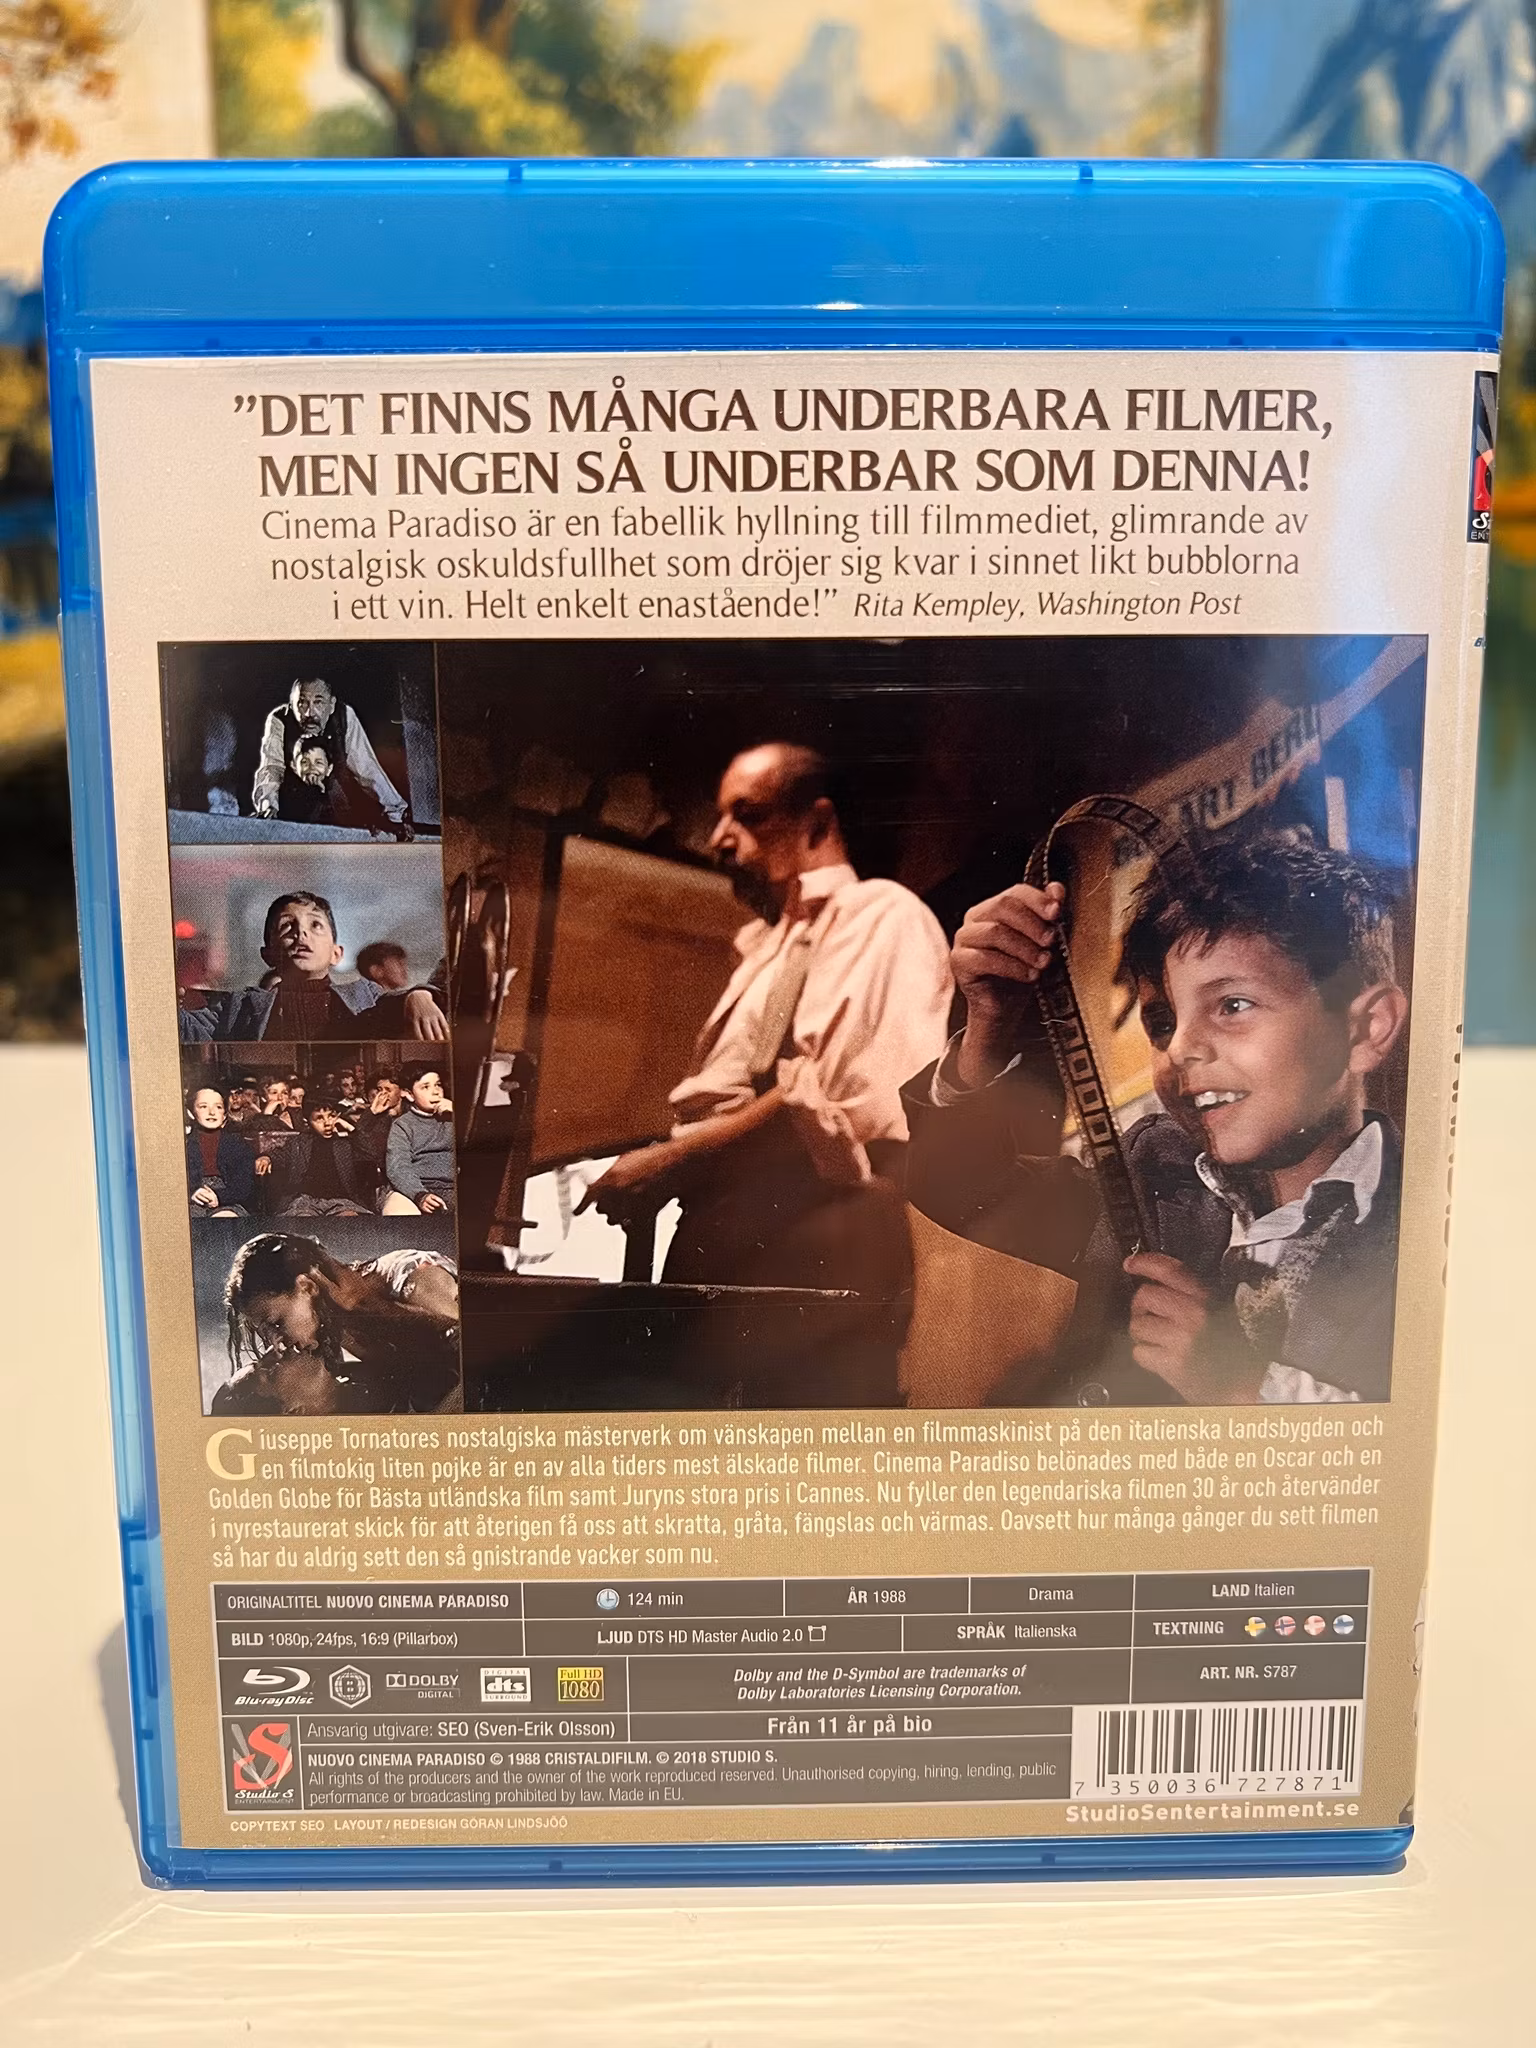 ”DET FINNS MÅNGA UNDERBARA FILMER,
MEN INGEN SÅ UNDERBAR SOM DENNA!
Cinema Paradiso är en fabellik hyllning till filmmediet, glimrande av
nostalgisk oskuldsfullhet som dröjer sig kvar i sinnet likt bubblorna
i ett vin. Helt enkelt enastående!” Rita Kempley, Washington Post
ART BERL
Giuseppe Tornatores nostalgiska mästerverk om vänskapen mellan en filmmaskinist på den italienska landsbygden och
en filmtokig liten pojke är en av alla tiders mest älskade filmer. Cinema Paradiso belönades med både en Oscar och en
Golden Globe för Bästa utländska film samt Juryns stora pris i Cannes. Nu fyller den legendariska filmen 30 år och återvänder
i nyrestaurerat skick för att återigen få oss att skratta, gråta, fängslas och värmas. Oavsett hur många gånger du sett filmen
så har du aldrig sett den så gnistrande vacker som nu.
ORIGINALTITEL NUOVO CINEMA PARADISO 124 min ÅR 1988 Drama LAND Italien
BILD 1080p, 24fps, 16:9 (Pillarbox) LJUD DTS HD Master Audio 2.0 SPRÅK Italienska TEXTNING
Blu-ray Disc B DOLBY DIGITAL DIGITAL dts SURROUND Full HD 1080
Dolby and the D-Symbol are trademarks of
Dolby Laboratories Licensing Corporation.
ART. NR. S787
Ansvarig utgivare: SEO (Sven-Erik Olsson) Från 11 år på bio
NUOVO CINEMA PARADISO © 1988 CRISTALDIFILM. © 2018 STUDIO S.
All rights of the producers and the owner of the work reproduced reserved. Unauthorised copying, hiring, lending, public
performance or broadcasting prohibited by law. Made in EU.
S
Studio S
ENTERTAINMENT
7 350036 727871
StudioSentertainment.se
COPYTEXT SEO LAYOUT / REDESIGN GÖRAN LINDSJÖÖ